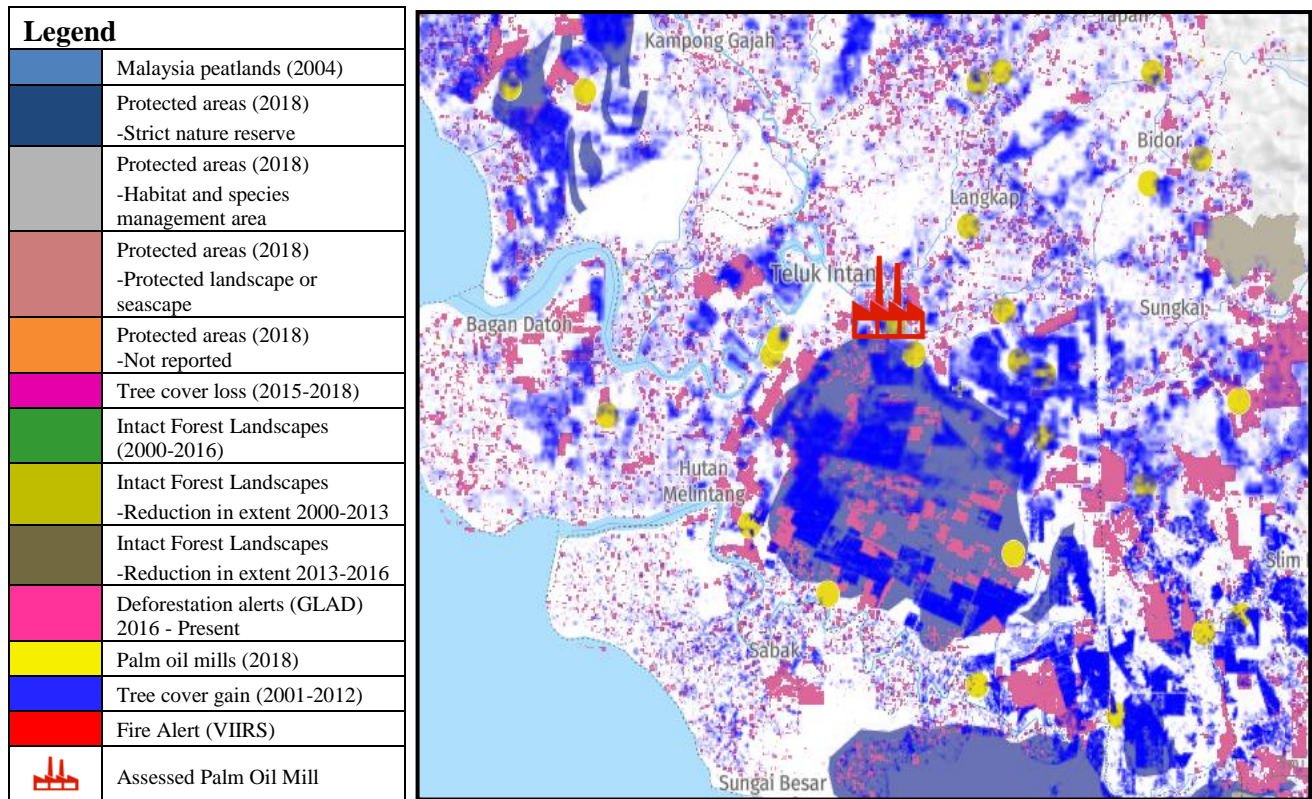 Legend
Malaysia peatlands (2004)
Protected areas (2018)
-Strict nature reserve
Protected areas (2018)
-Habitat and species
management area
Protected areas (2018)
-Protected landscape or
seascape
Protected areas (2018)
-Not reported
Tree cover loss (2015-2018)
Intact Forest Landscapes
(2000-2016)
Intact Forest Landscapes
-Reduction in extent 2000-2013
Intact Forest Landscapes
-Reduction in extent 2013-2016
Deforestation alerts (GLAD)
2016 - Present
Palm oil mills (2018)
Tree cover gain (2001-2012)
Fire Alert (VIIRS)
Assessed Palm Oil Mill
Kampong Gajah
Bidor
Langkap
Teluk Intan
Sungkai
Bagan Datoh
Hutan
Melintang
Slim
Sabak
Sungai Besar